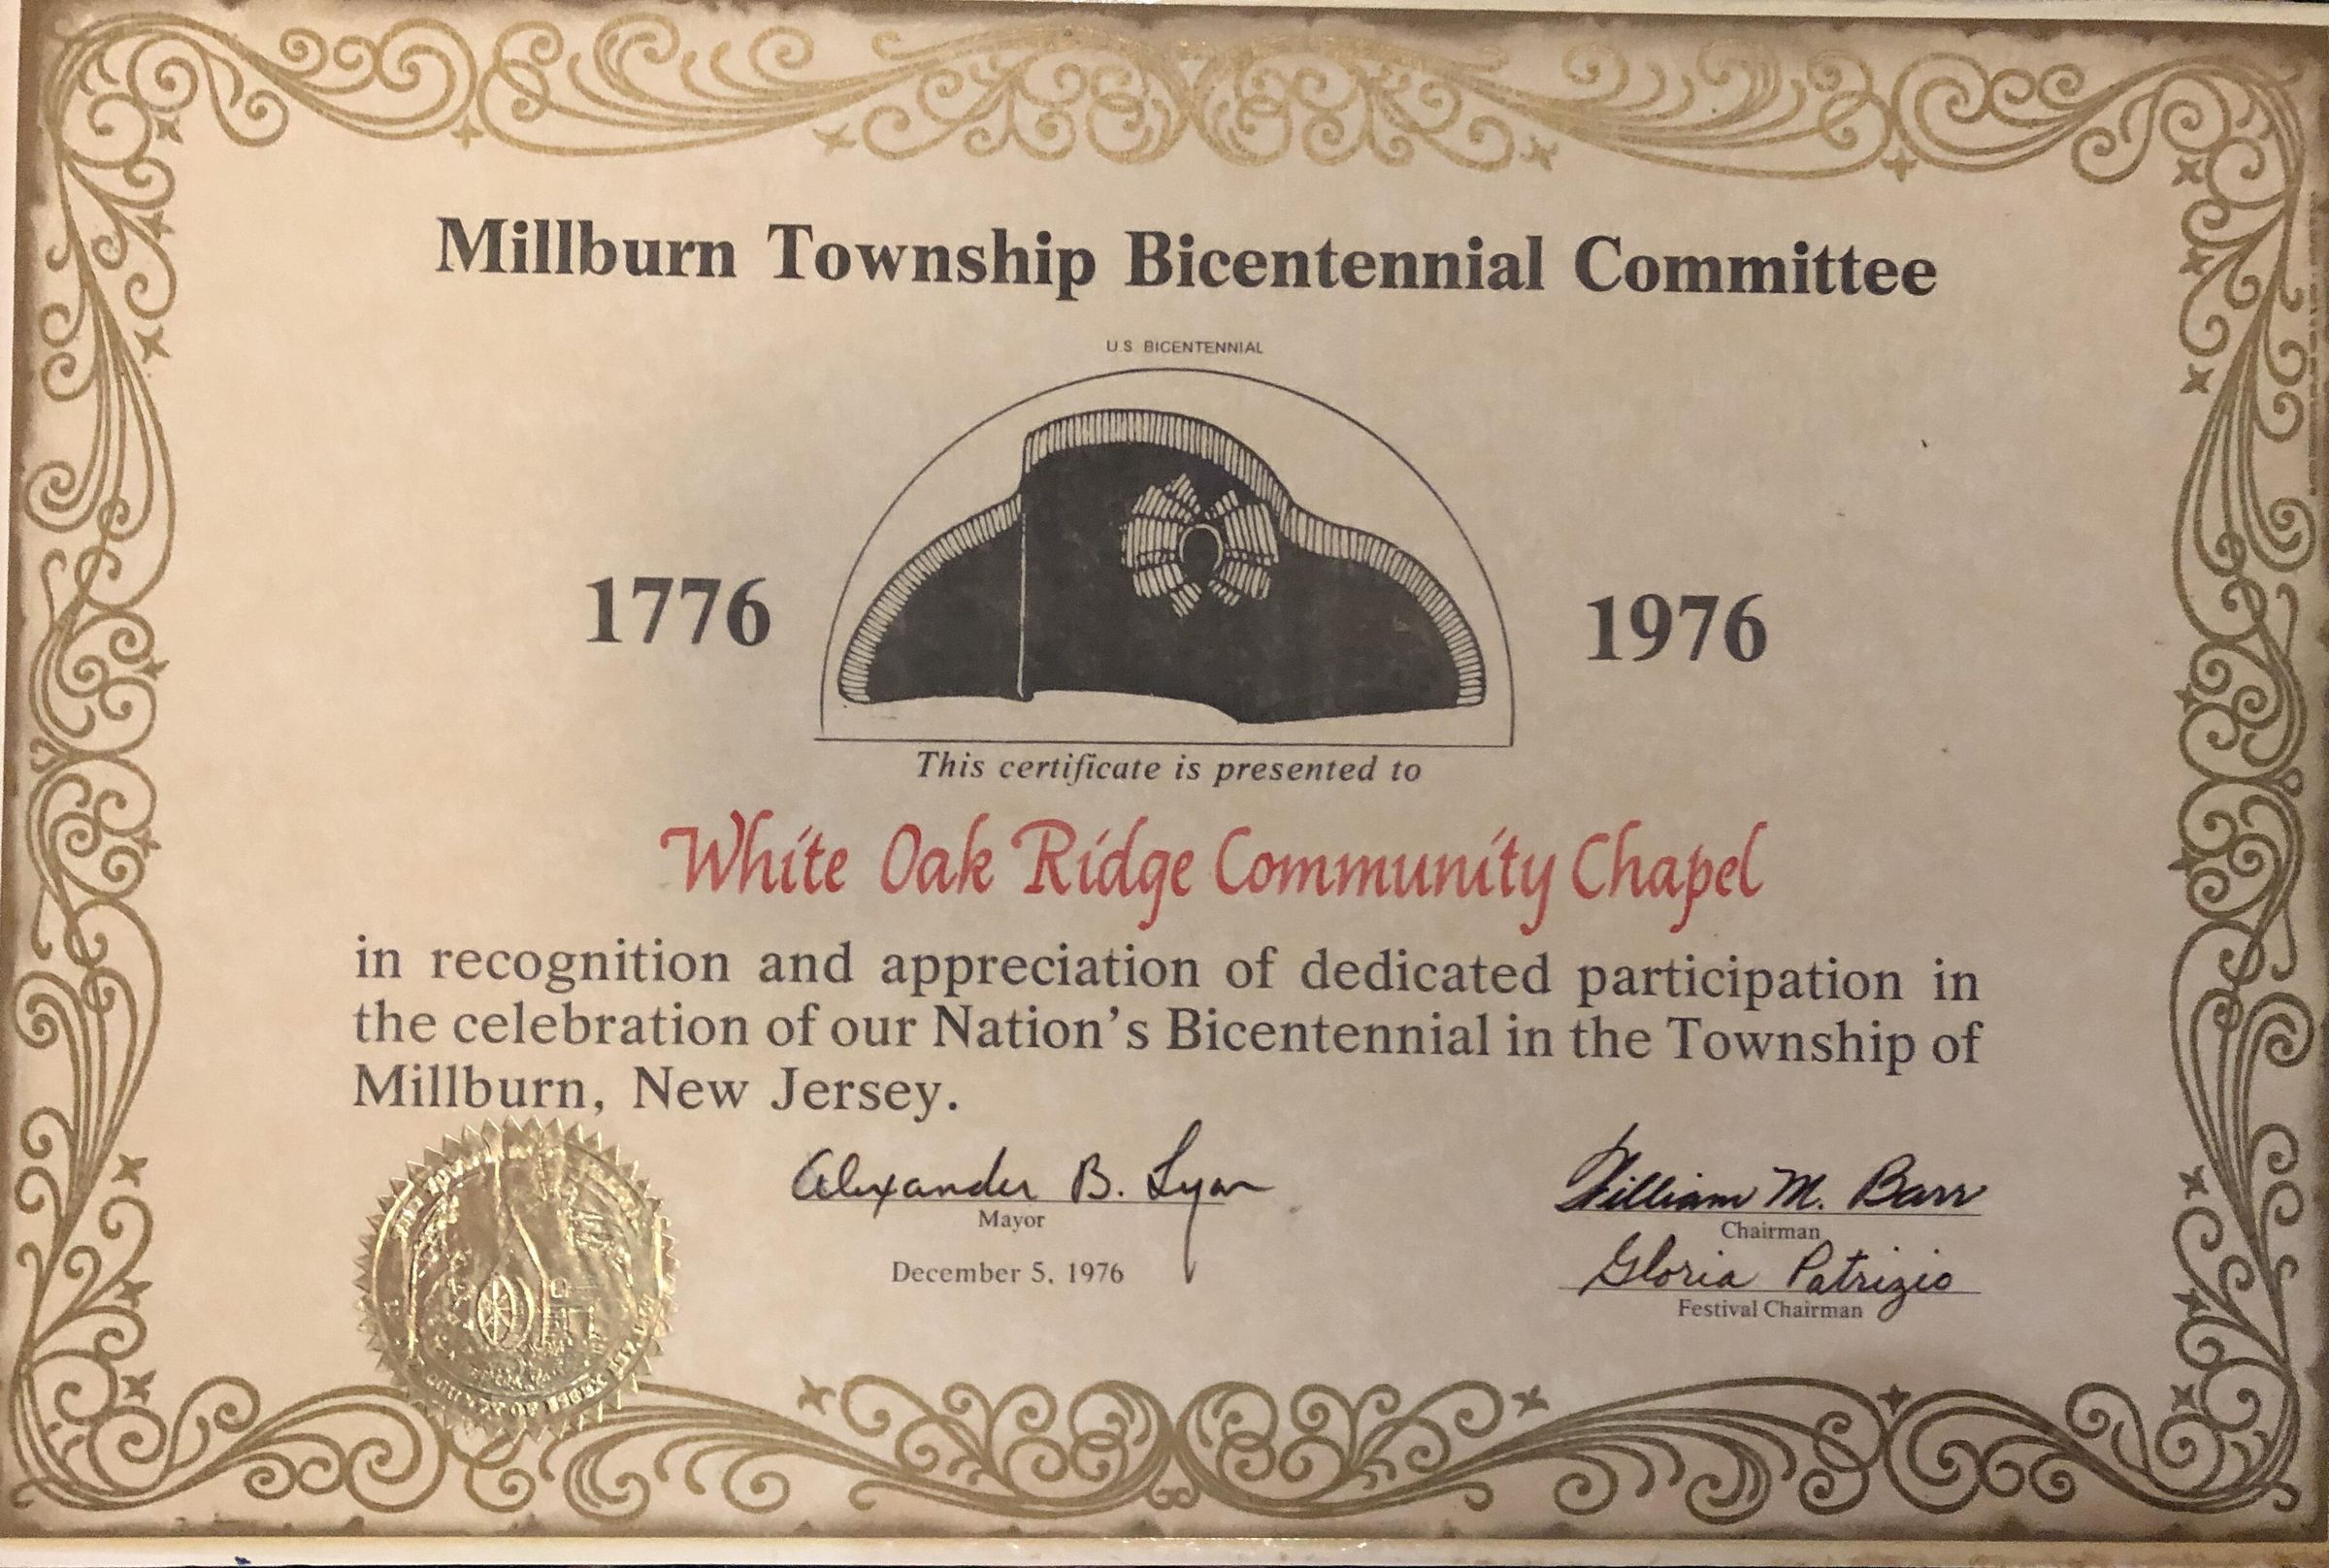 Millburn Township Bicentennial Committee
U.S. BICENTENNIAL
1776
1976
This certificate is presented to
White Oak Ridge Community Chapel
in recognition and appreciation of dedicated participation in
the celebration of our Nation's Bicentennial in the Township of
Millburn, New Jersey.
Alexander B. Lyon
Mayor
December 5, 1976
William M. Barr
Chairman
Gloria Patrizio
Festival Chairman